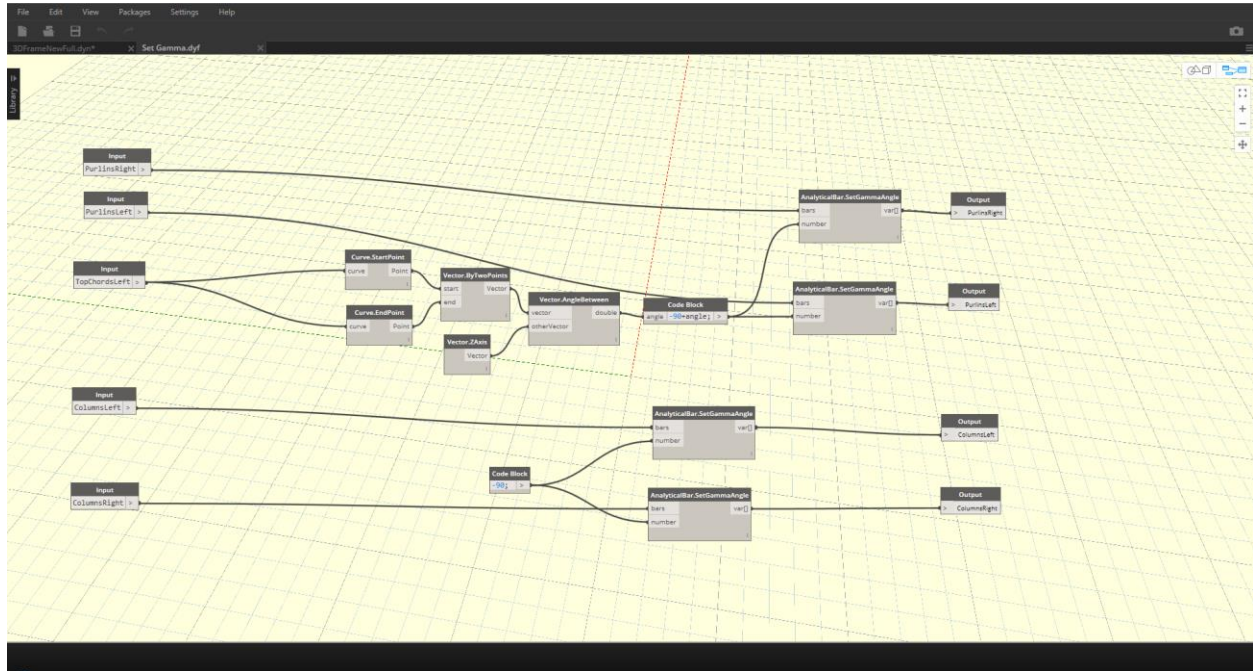 File Edit View Packages Settings Help
3DFrameNewFull.dyn* X Set Gamma.dyf X
Library
Input
PurlinsRight >
Input
PurlinsLeft >
Input
TopChordsLeft >
Curve.StartPoint
curve Point
Curve.EndPoint
curve Point
Vector.ByTwoPoints
start Vector
end
Vector.ZAxis
Vector
Vector.AngleBetween
vector double
otherVector
Code Block
angle -90+angle; >
AnalyticalBar.SetGammaAngle
bars var[]
number
Output
> PurlinsRight
AnalyticalBar.SetGammaAngle
bars var[]
number
Output
> PurlinsLeft
Input
ColumnsLeft >
Input
ColumnsRight >
Code Block
-90; >
AnalyticalBar.SetGammaAngle
bars var[]
number
Output
> ColumnsLeft
AnalyticalBar.SetGammaAngle
bars var[]
number
Output
> ColumnsRight